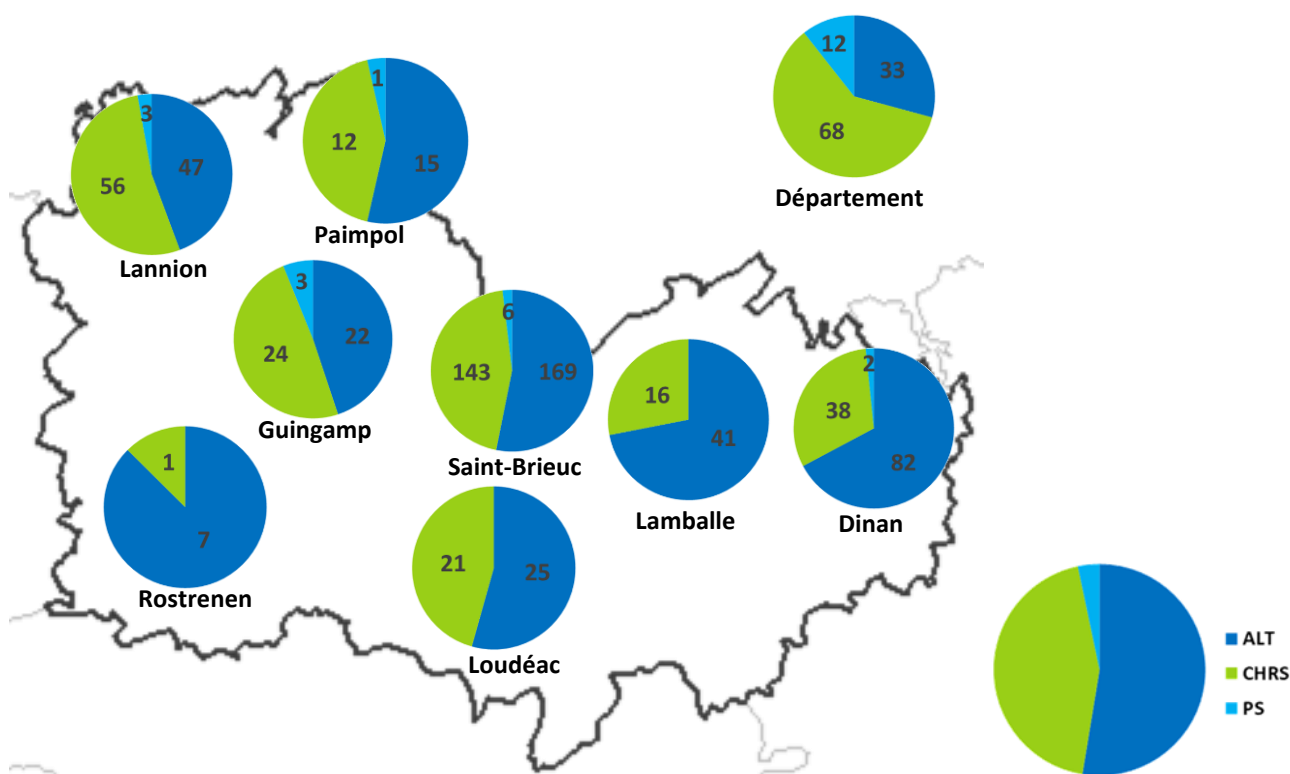 12
33
68
Département
1
12
15
Paimpol
3
47
56
Lannion
3
22
24
Guingamp
6
143
169
Saint-Brieuc
16
41
Lamballe
2
38
82
Dinan
1
7
Rostrenen
21
25
Loudéac
ALT
CHRS
PS